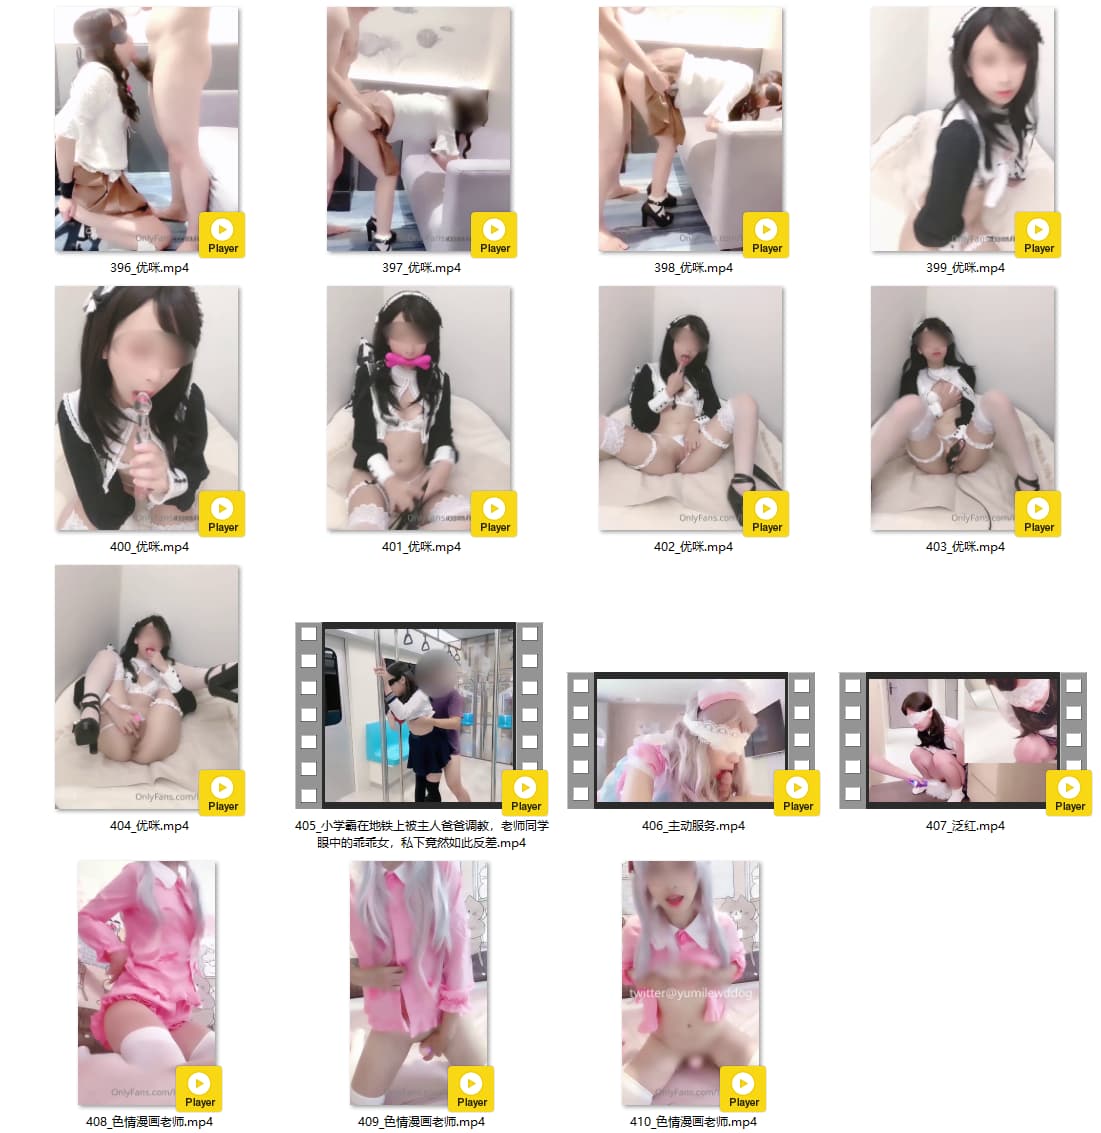 Player Player Player Player
396_优咪.mp4 397_优咪.mp4 398_优咪.mp4 399_优咪.mp4
Player Player Player Player
400_优咪.mp4 401_优咪.mp4 402_优咪.mp4 403_优咪.mp4
OnlyFans.com/
Player Player Player Player
404_优咪.mp4 405_小学霸在地铁上被主人爸爸调教，老师同学 406_主动服务.mp4 407_泛红.mp4
眼中的乖乖女，私下竟然如此反差.mp4
twitter@yumilewddog
OnlyFans.com/ OnlyFans.com/ OnlyFans.com/
Player Player Player
408_色情漫画老师.mp4 409_色情漫画老师.mp4 410_色情漫画老师.mp4